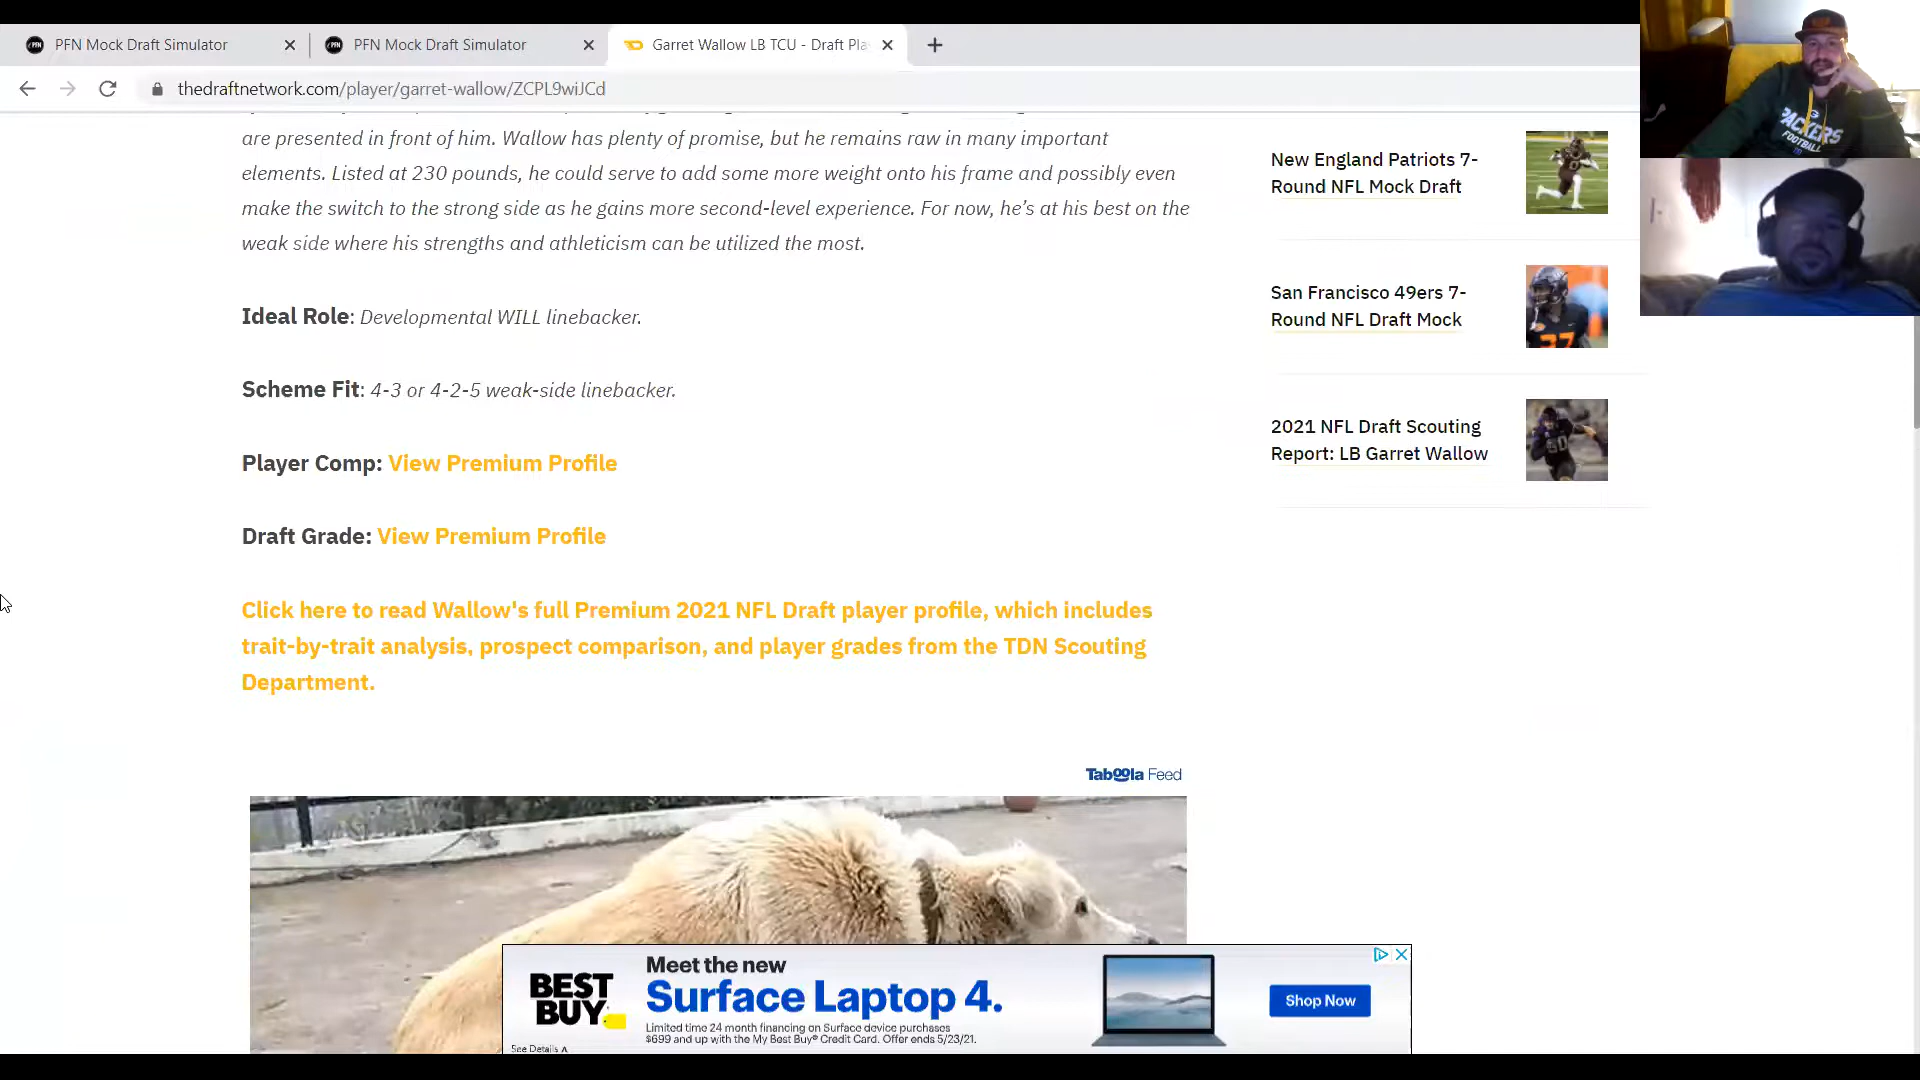 PFN Mock Draft Simulator
PFN Mock Draft Simulator
Garret Wallow LB TCU - Draft Pla
thedraftnetwork.com/player/garret-wallow/ZCPL9wiJCd
are presented in front of him. Wallow has plenty of promise, but he remains raw in many important
elements. Listed at 230 pounds, he could serve to add some more weight onto his frame and possibly even
make the switch to the strong side as he gains more second-level experience. For now, he's at his best on the
weak side where his strengths and athleticism can be utilized the most.
Ideal Role: Developmental WILL linebacker.
Scheme Fit: 4-3 or 4-2-5 weak-side linebacker.
Player Comp: View Premium Profile
Draft Grade: View Premium Profile
Click here to read Wallow's full Premium 2021 NFL Draft player profile, which includes
trait-by-trait analysis, prospect comparison, and player grades from the TDN Scouting
Department.
Taboola Feed
New England Patriots 7-
Round NFL Mock Draft
San Francisco 49ers 7-
Round NFL Draft Mock
2021 NFL Draft Scouting
Report: LB Garret Wallow
PACKERS
FOOTBALL
BEST
BUY
See Details
Meet the new
Surface Laptop 4.
Limited time 24 month financing on Surface device purchases
$699 and up with the My Best Buy® Credit Card. Offer ends 5/23/21.
Shop Now